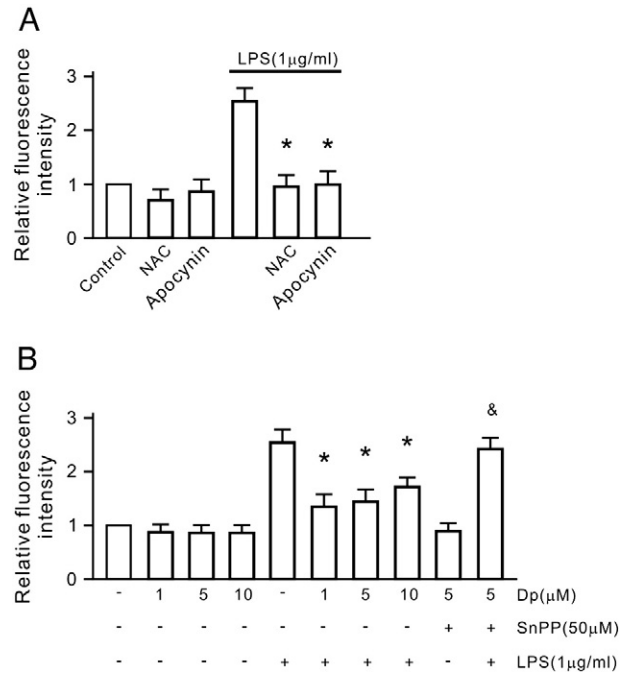 A
LPS(1μg/ml)
Relative fluorescence
intensity
3
2
1
0
* *
Control NAC Apocynin NAC Apocynin
B
Relative fluorescence
intensity
3
2
1
0
* * * &
- 1 5 10 - 1 5 10 5 5 Dp(μM)
- - - - - - - - + + SnPP(50μM)
- - - - + + + + - + LPS(1μg/ml)